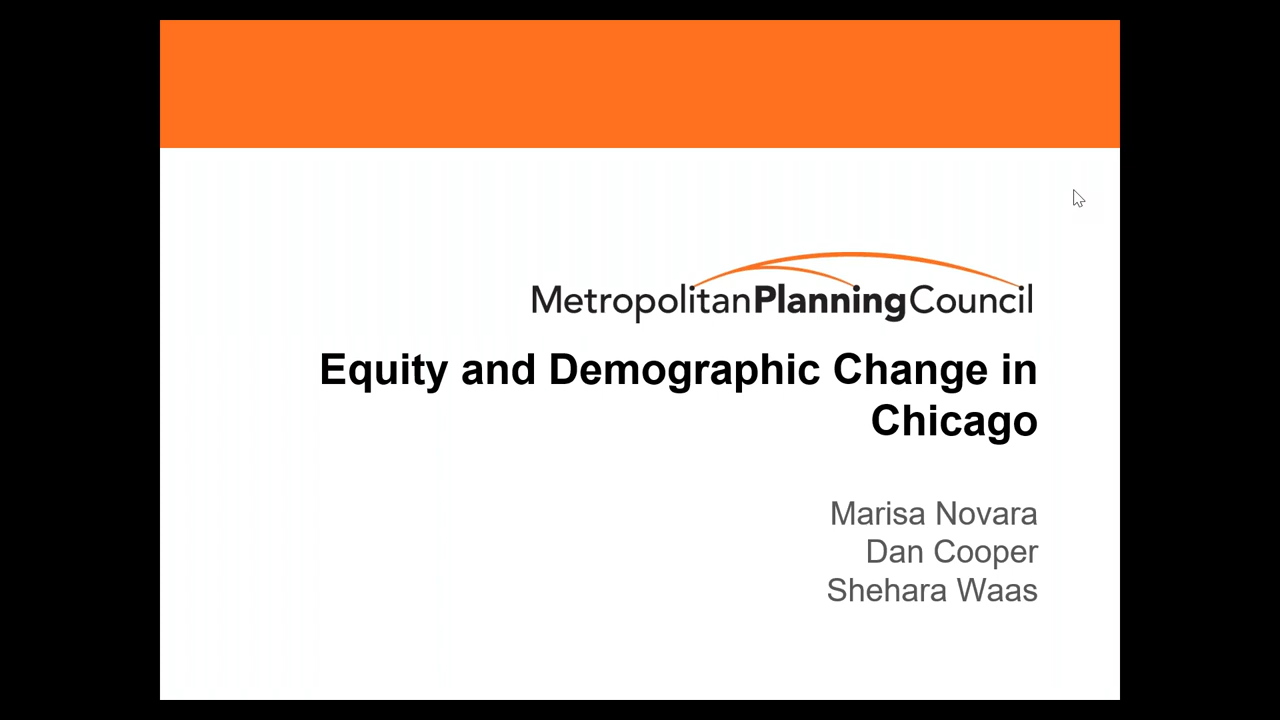 MetropolitanPlanningCouncil
Equity and Demographic Change in
Chicago
Marisa Novara
Dan Cooper
Shehara Waas